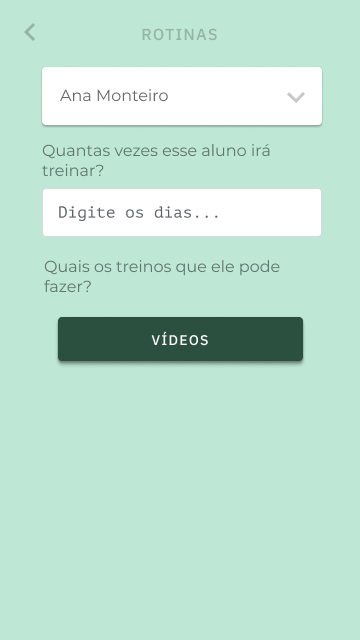 ROTINAS
Ana Monteiro
Quantas vezes esse aluno irá
treinar?
Digite os dias...
Quais os treinos que ele pode
fazer?
VÍDEOS